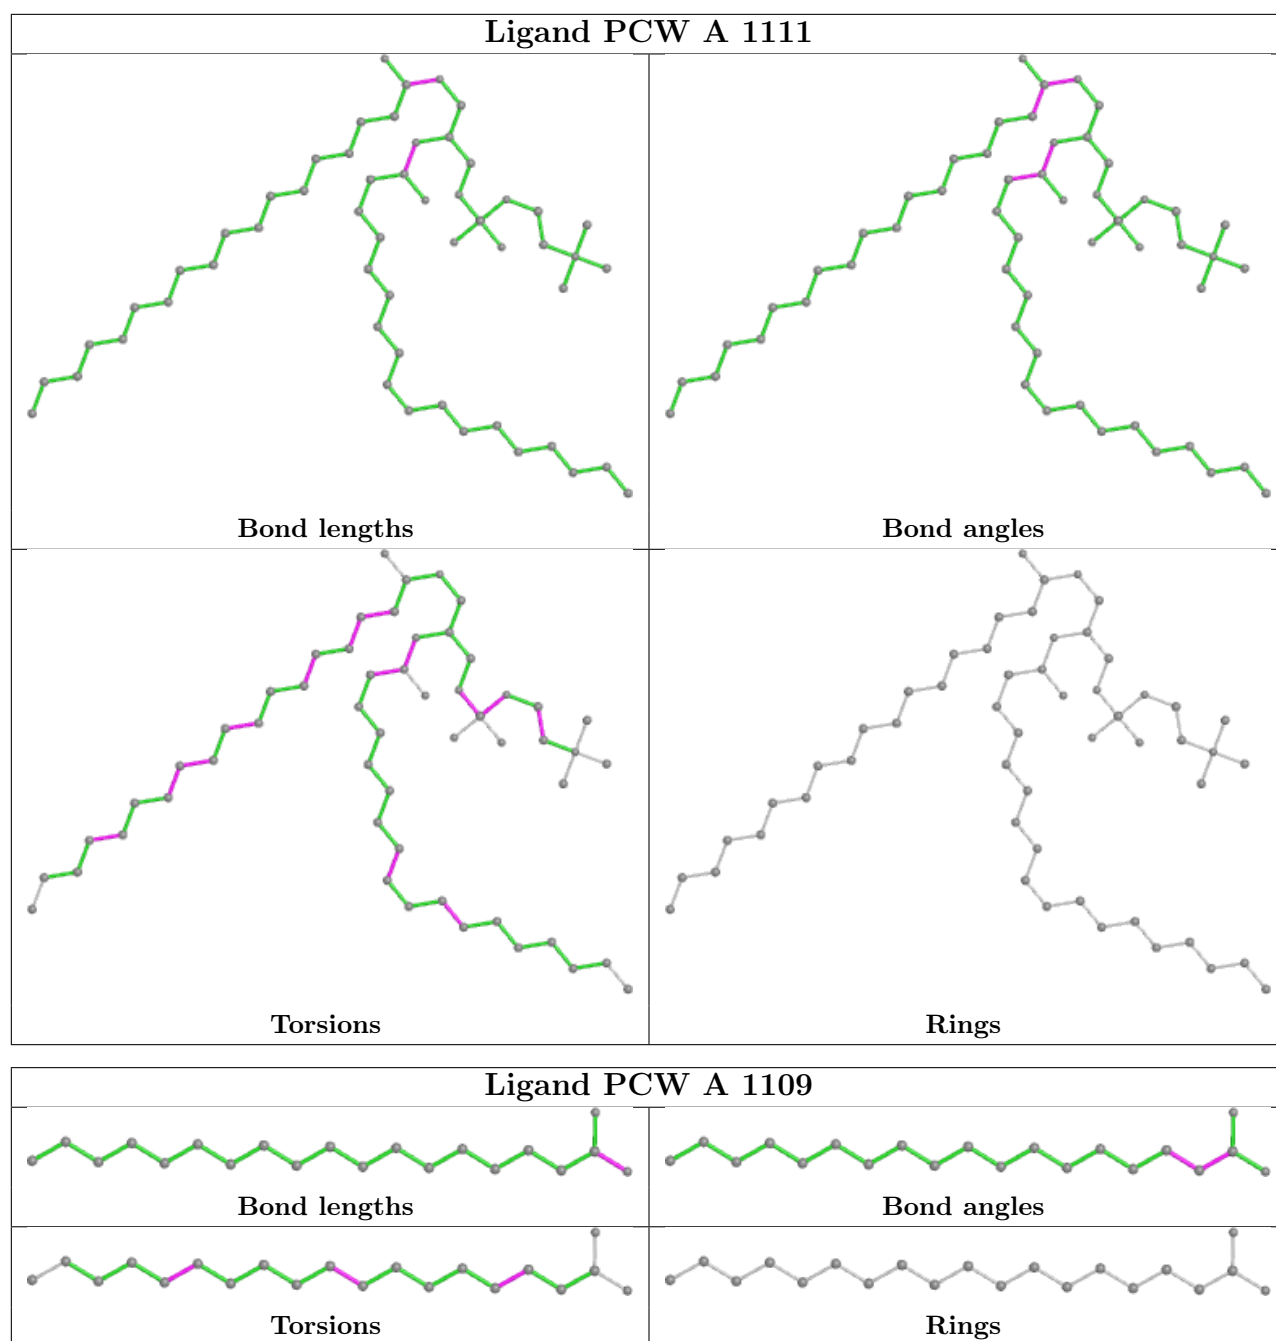 Ligand PCW A 1111
Bond lengths
Bond angles
Torsions
Rings
Ligand PCW A 1109
Bond lengths
Bond angles
Torsions
Rings